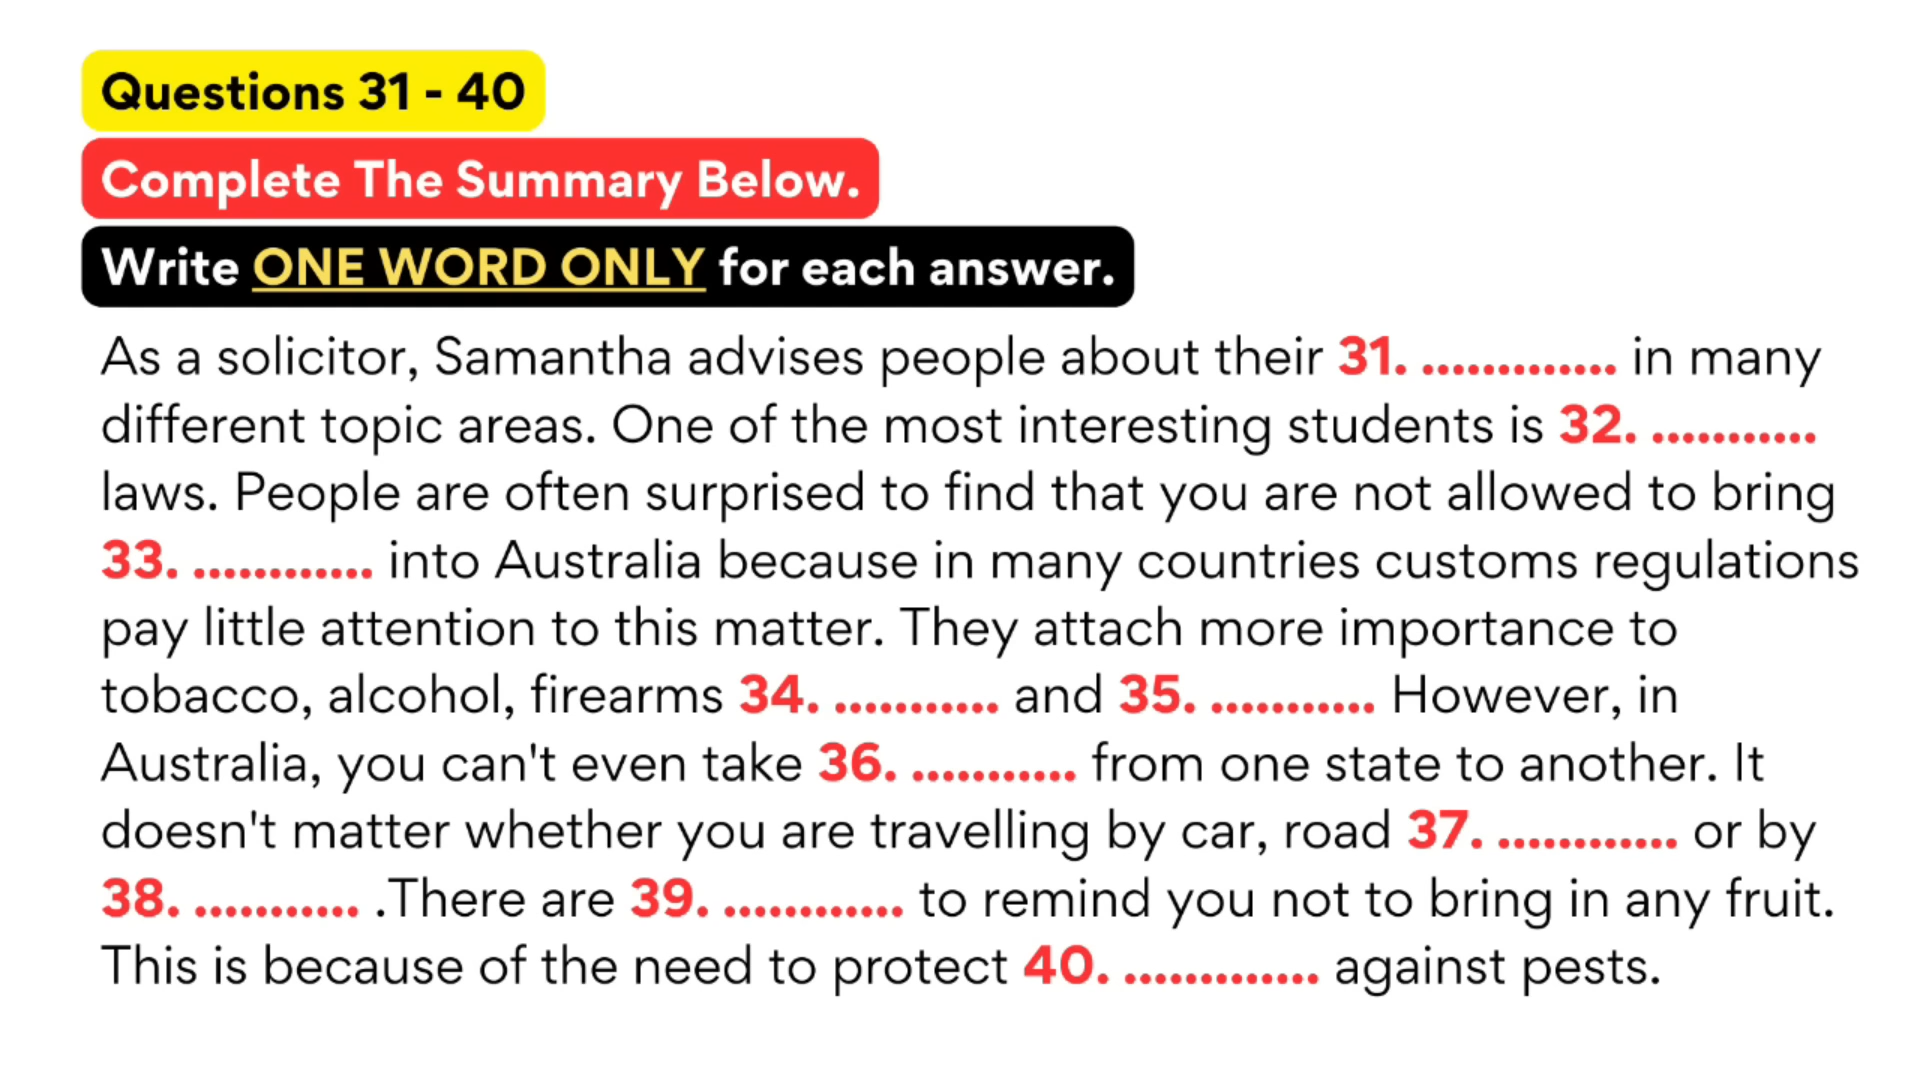 Questions 31 - 40
Complete The Summary Below.
Write ONE WORD ONLY for each answer.
As a solicitor, Samantha advises people about their 31. ............. in many
different topic areas. One of the most interesting students is 32. ...........
laws. People are often surprised to find that you are not allowed to bring
33. ............ into Australia because in many countries customs regulations
pay little attention to this matter. They attach more importance to
tobacco, alcohol, firearms 34. ........... and 35. ........... However, in
Australia, you can't even take 36. ........... from one state to another. It
doesn't matter whether you are travelling by car, road 37. ............ or by
38. ........... .There are 39. ............ to remind you not to bring in any fruit.
This is because of the need to protect 40. ............. against pests.